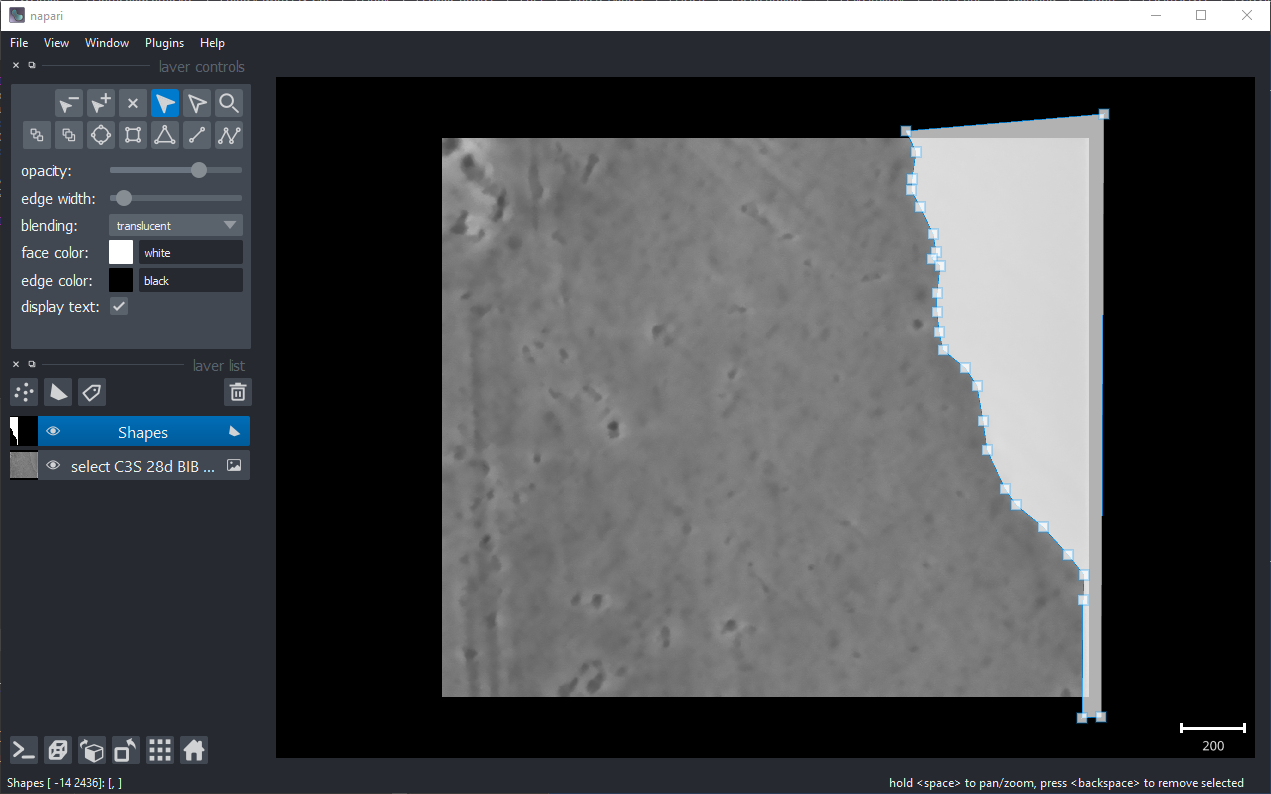 napari
File View Window Plugins Help
layer controls
opacity:
edge width:
blending: translucent
face color: white
edge color: black
display text:
layer list
Shapes
select C3S 28d BIB ...
200
Shapes [ -14 2436]: [, ]
hold <space> to pan/zoom, press <backspace> to remove selected